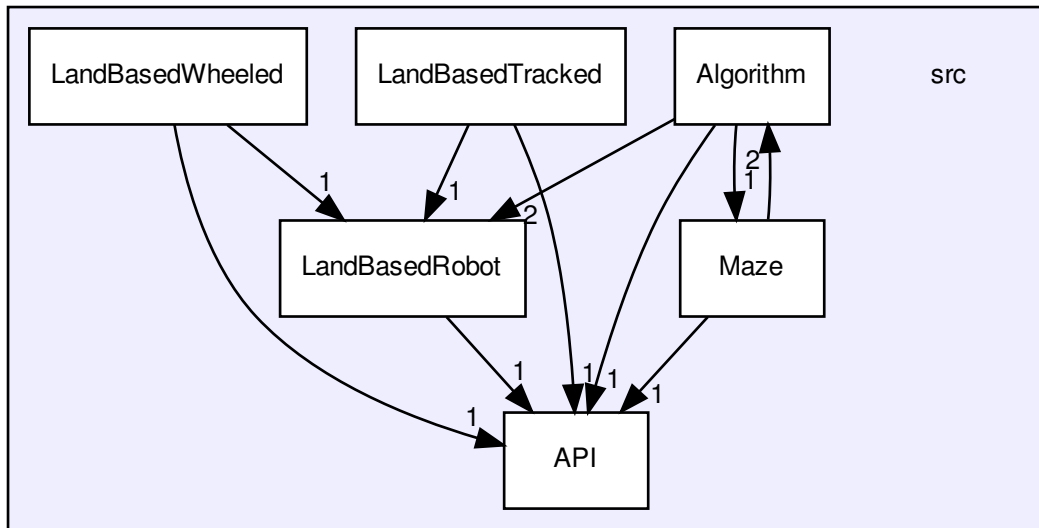 LandBasedWheeled
LandBasedTracked
Algorithm
src
2
1
1
1
2
LandBasedRobot
Maze
1
1
1
1
1
API